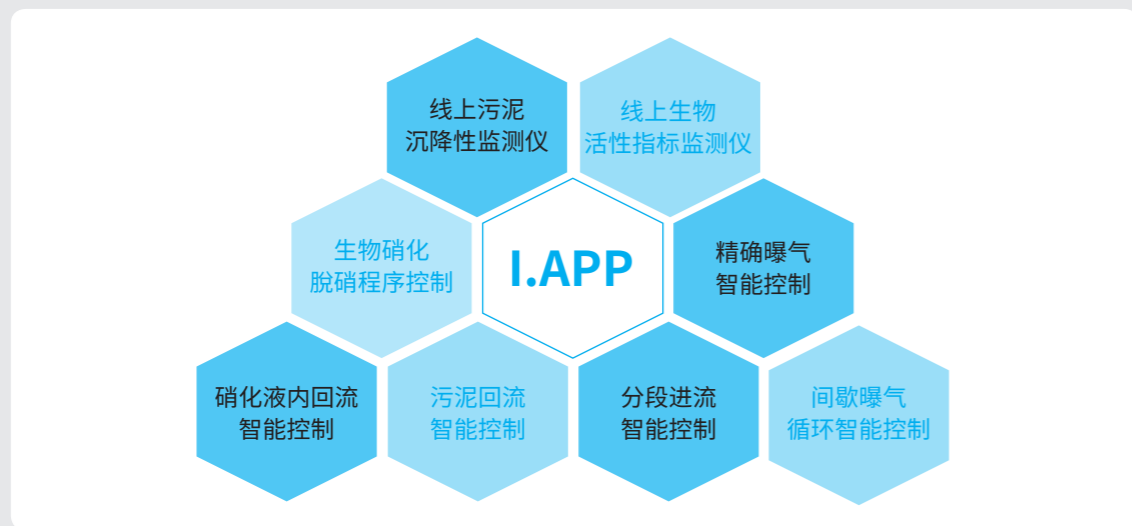 线上污泥
沉降性监测仪
线上生物
活性指标监测仪
生物硝化
脫硝程序控制
I.APP
精确曝气
智能控制
硝化液内回流
智能控制
污泥回流
智能控制
分段进流
智能控制
间歇曝气
循环智能控制